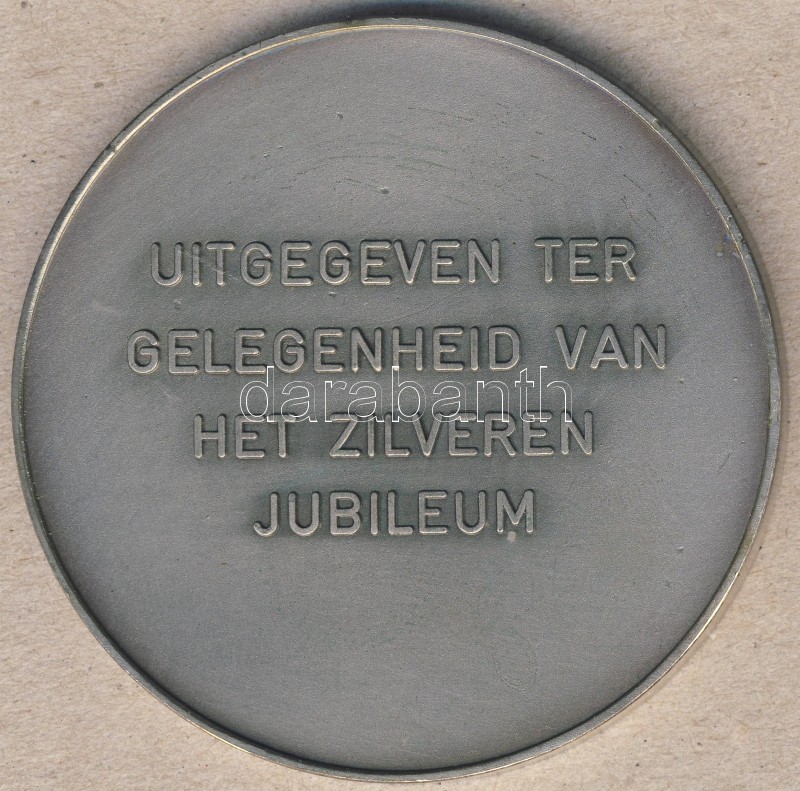 UITGEGEVEN TER
GELEGENHEID VAN
darabanth
HET ZILVEREN
JUBILEUM